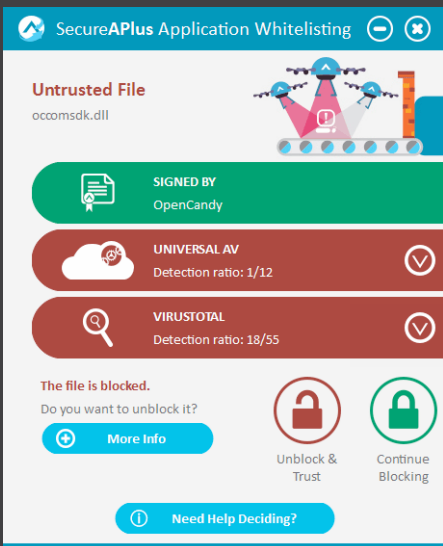 SecureAPlus Application Whitelisting
Untrusted File
occomsdk.dll
SIGNED BY
OpenCandy
UNIVERSAL AV
Detection ratio: 1/12
VIRUSTOTAL
Detection ratio: 18/55
The file is blocked.
Do you want to unblock it?
More Info
Unblock &
Trust
Continue
Blocking
Need Help Deciding?